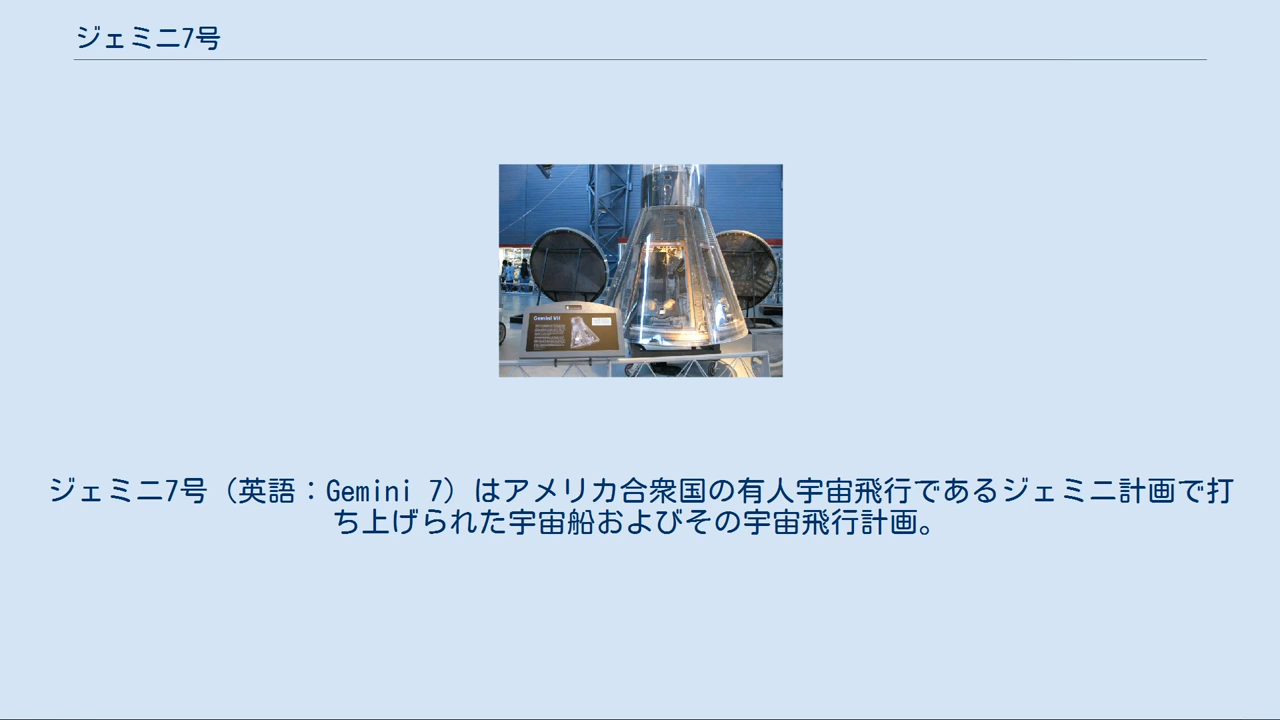 ジェミニ7号
Gemini VII
ジェミニ7号（英語：Gemini 7）はアメリカ合衆国の有人宇宙飛行であるジェミニ計画で打
ち上げられた宇宙船およびその宇宙飛行計画。